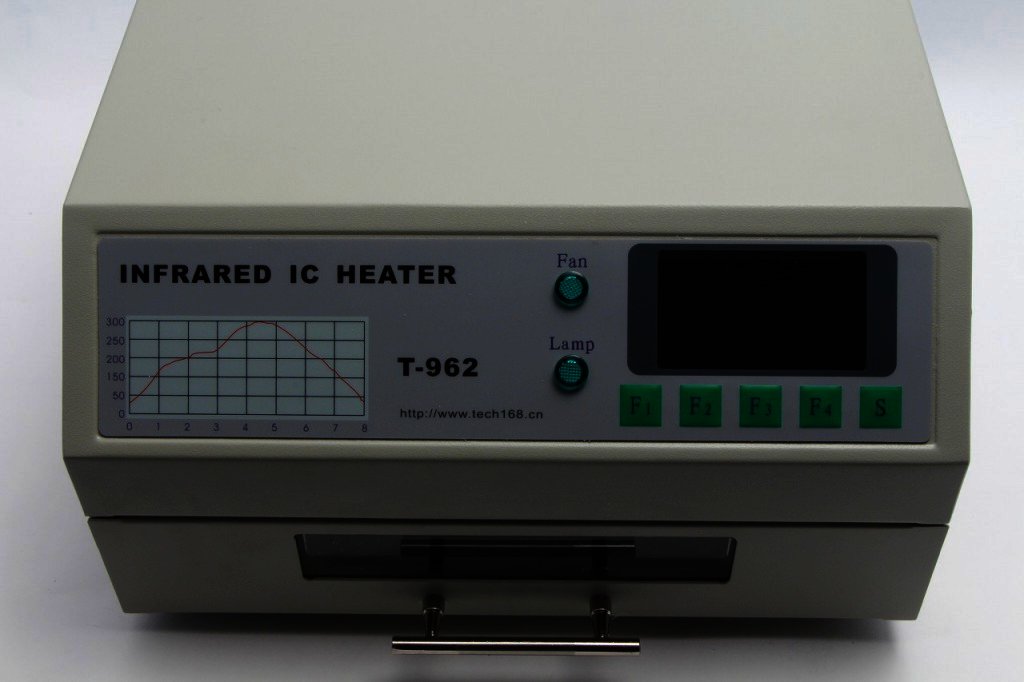 INFRARED IC HEATER
300
250
200
150
50
0
0 1 2 3 4 5 6 7 8
T-962
http://www.tech168.cn
Fan
Lamp
F1 F2 F3 F4 S